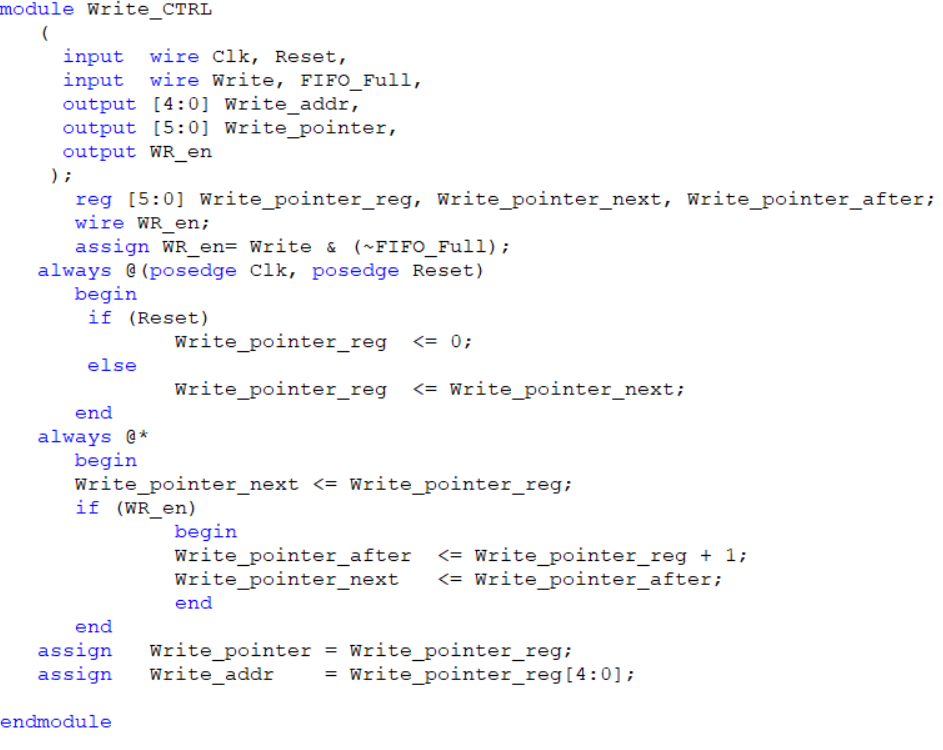 module Write_CTRL
(
input wire Clk, Reset,
input wire Write, FIFO_Full,
output [4:0] Write_addr,
output [5:0] Write_pointer,
output WR_en
);
reg [5:0] Write_pointer_reg, Write_pointer_next, Write_pointer_after;
wire WR_en;
assign WR_en= Write & (~FIFO_Full);
always @(posedge Clk, posedge Reset)
begin
if (Reset)
Write_pointer_reg <= 0;
else
Write_pointer_reg <= Write_pointer_next;
end
always @*
begin
Write_pointer_next <= Write_pointer_reg;
if (WR_en)
begin
Write_pointer_after <= Write_pointer_reg + 1;
Write_pointer_next <= Write_pointer_after;
end
end
assign Write_pointer = Write_pointer_reg;
assign Write_addr = Write_pointer_reg[4:0];
endmodule